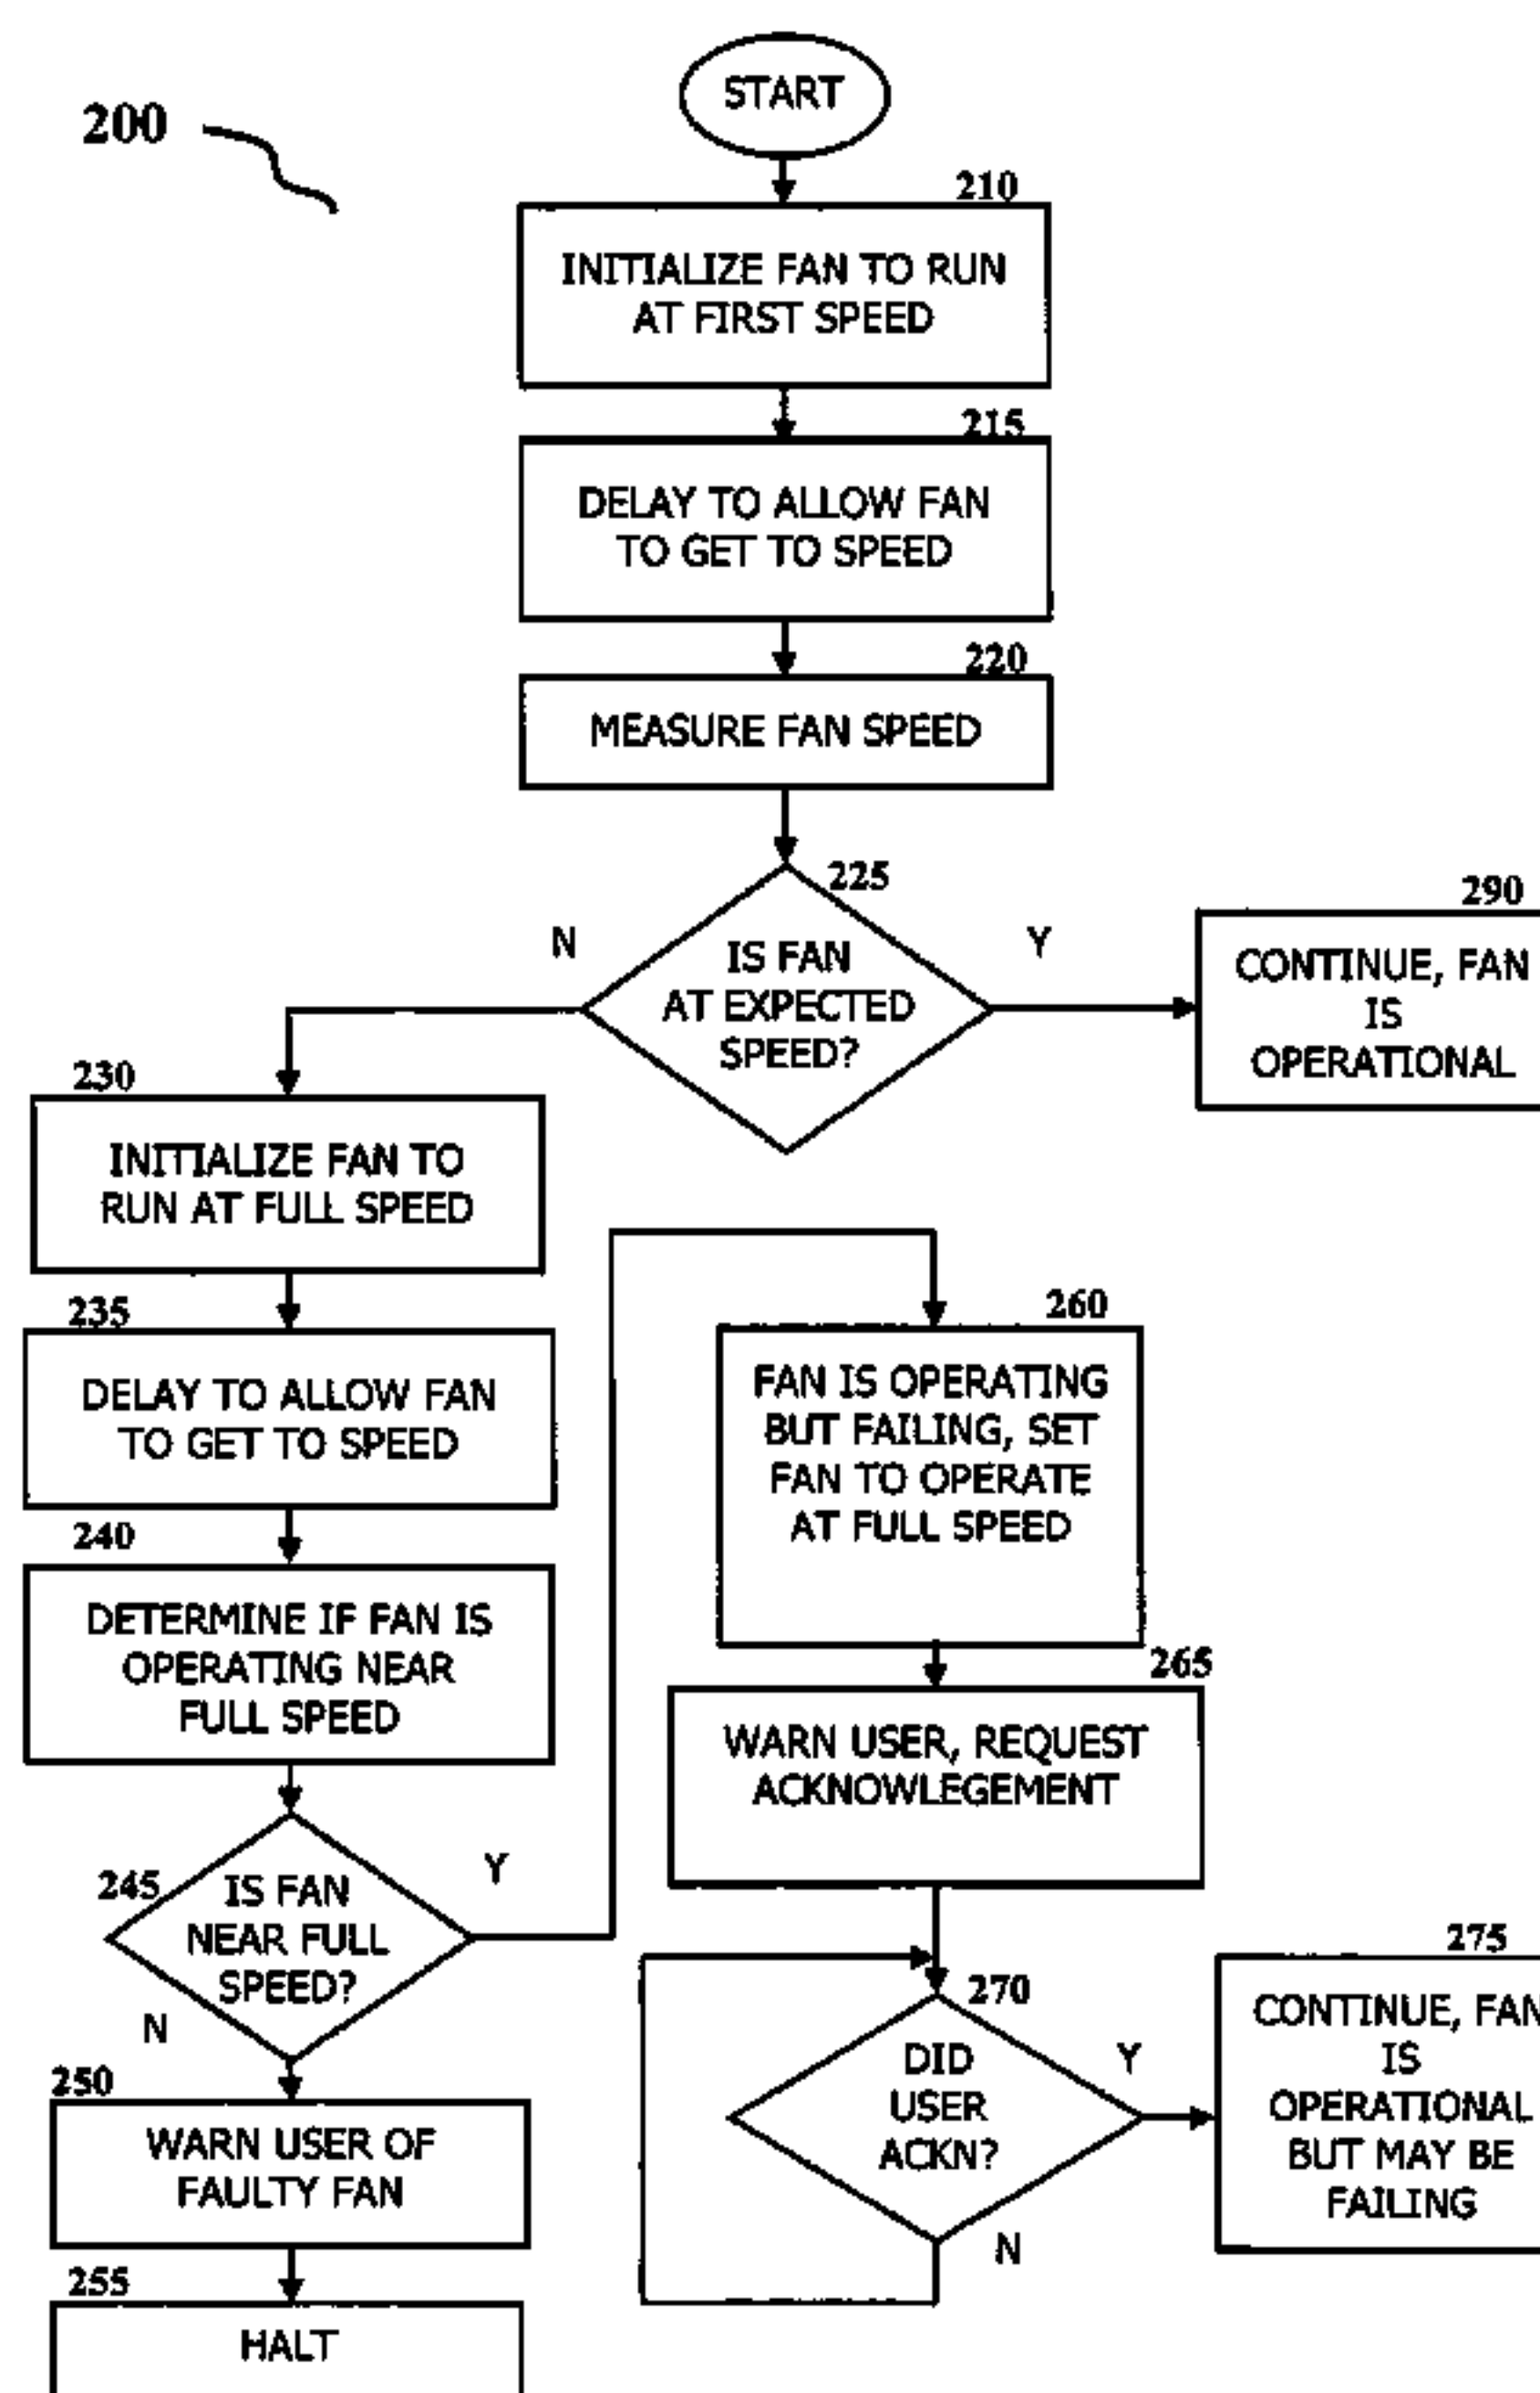 START
200
210
INITIALIZE FAN TO RUN
AT FIRST SPEED
215
DELAY TO ALLOW FAN
TO GET TO SPEED
220
MEASURE FAN SPEED
225
IS FAN
AT EXPECTED
SPEED?
N
Y
290
CONTINUE, FAN
IS
OPERATIONAL
230
INITIALIZE FAN TO
RUN AT FULL SPEED
235
DELAY TO ALLOW FAN
TO GET TO SPEED
240
DETERMINE IF FAN IS
OPERATING NEAR
FULL SPEED
245
IS FAN
NEAR FULL
SPEED?
Y
N
250
WARN USER OF
FAULTY FAN
255
HALT
260
FAN IS OPERATING
BUT FAILING, SET
FAN TO OPERATE
AT FULL SPEED
265
WARN USER, REQUEST
ACKNOWLEGEMENT
270
DID
USER
ACKN?
Y
N
275
CONTINUE, FAN
IS
OPERATIONAL
BUT MAY BE
FAILING